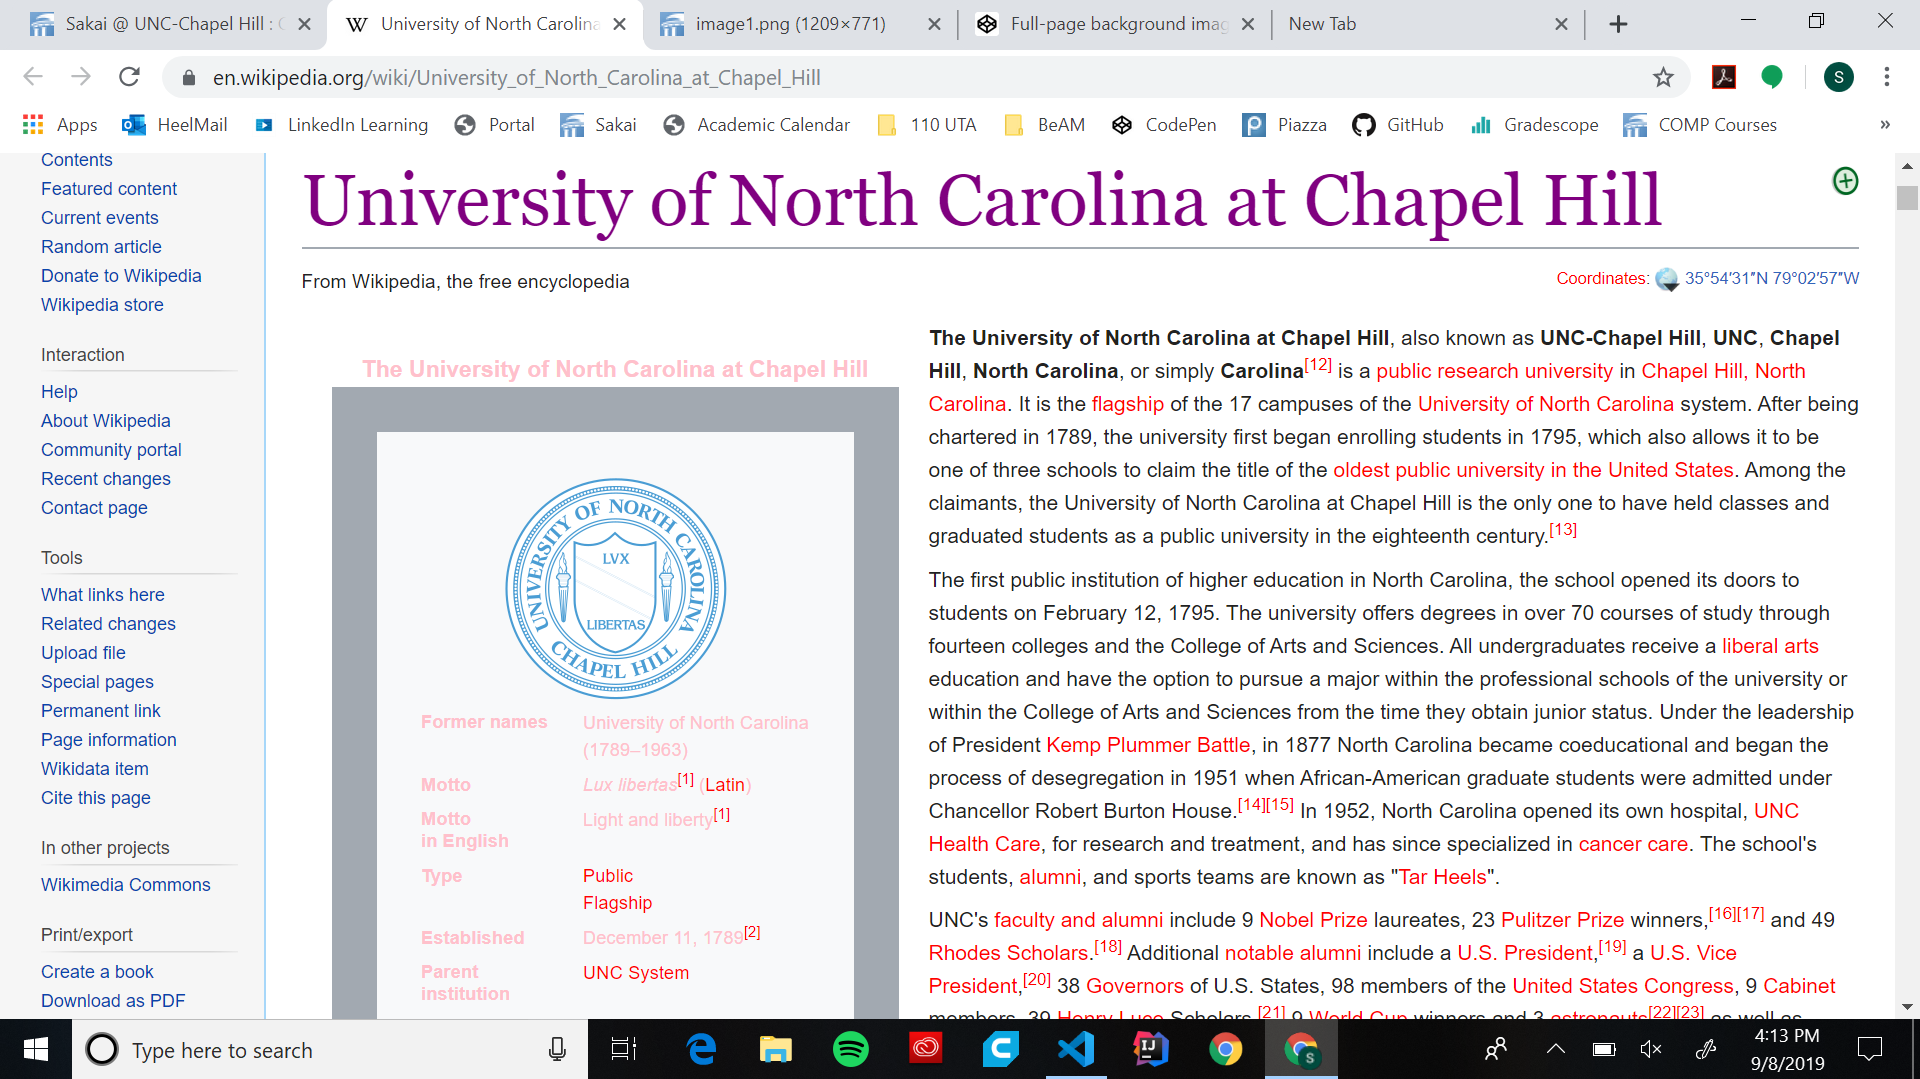 Sakai @ UNC-Chapel Hill :
University of North Carolina
image1.png (1209×771)
Full-page background imag
New Tab
en.wikipedia.org/wiki/University_of_North_Carolina_at_Chapel_Hill
S
Apps HeelMail LinkedIn Learning Portal Sakai Academic Calendar 110 UTA BeAM CodePen Piazza GitHub Gradescope COMP Courses »
Contents
Featured content
Current events
Random article
Donate to Wikipedia
Wikipedia store
Interaction
Help
About Wikipedia
Community portal
Recent changes
Contact page
Tools
What links here
Related changes
Upload file
Special pages
Permanent link
Page information
Wikidata item
Cite this page
In other projects
Wikimedia Commons
Print/export
Create a book
Download as PDF
University of North Carolina at Chapel Hill
From Wikipedia, the free encyclopedia
Coordinates: 35°54′31″N 79°02′57″W
The University of North Carolina at Chapel Hill
UNIVERSITY OF NORTH CAROLINA
LVX
LIBERTAS
CHAPEL HILL
Former names University of North Carolina
(1789–1963)
Motto Lux libertas[1] (Latin)
Motto
in English Light and liberty[1]
Type Public
Flagship
Established December 11, 1789[2]
Parent
institution UNC System
The University of North Carolina at Chapel Hill, also known as UNC-Chapel Hill, UNC, Chapel
Hill, North Carolina, or simply Carolina[12] is a public research university in Chapel Hill, North
Carolina. It is the flagship of the 17 campuses of the University of North Carolina system. After being
chartered in 1789, the university first began enrolling students in 1795, which also allows it to be
one of three schools to claim the title of the oldest public university in the United States. Among the
claimants, the University of North Carolina at Chapel Hill is the only one to have held classes and
graduated students as a public university in the eighteenth century.[13]
The first public institution of higher education in North Carolina, the school opened its doors to
students on February 12, 1795. The university offers degrees in over 70 courses of study through
fourteen colleges and the College of Arts and Sciences. All undergraduates receive a liberal arts
education and have the option to pursue a major within the professional schools of the university or
within the College of Arts and Sciences from the time they obtain junior status. Under the leadership
of President Kemp Plummer Battle, in 1877 North Carolina became coeducational and began the
process of desegregation in 1951 when African-American graduate students were admitted under
Chancellor Robert Burton House.[14][15] In 1952, North Carolina opened its own hospital, UNC
Health Care, for research and treatment, and has since specialized in cancer care. The school's
students, alumni, and sports teams are known as "Tar Heels".
UNC's faculty and alumni include 9 Nobel Prize laureates, 23 Pulitzer Prize winners,[16][17] and 49
Rhodes Scholars.[18] Additional notable alumni include a U.S. President,[19] a U.S. Vice
President,[20] 38 Governors of U.S. States, 98 members of the United States Congress, 9 Cabinet
members, 39 Henry Luce Scholars,[21] 9 World Cup winners and 3 astronauts[22][23] as well as
Type here to search
IJ
S
4:13 PM
9/8/2019